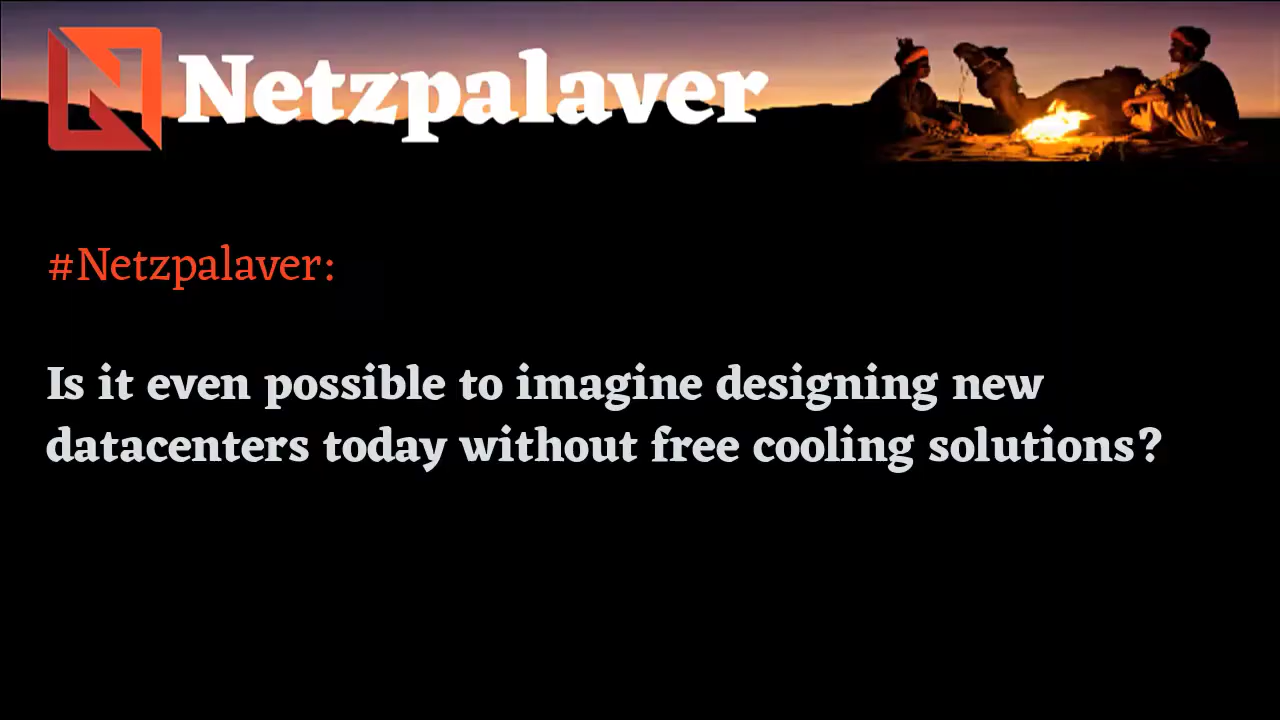 Netzpalaver
#Netzpalaver:
Is it even possible to imagine designing new
datacenters today without free cooling solutions?